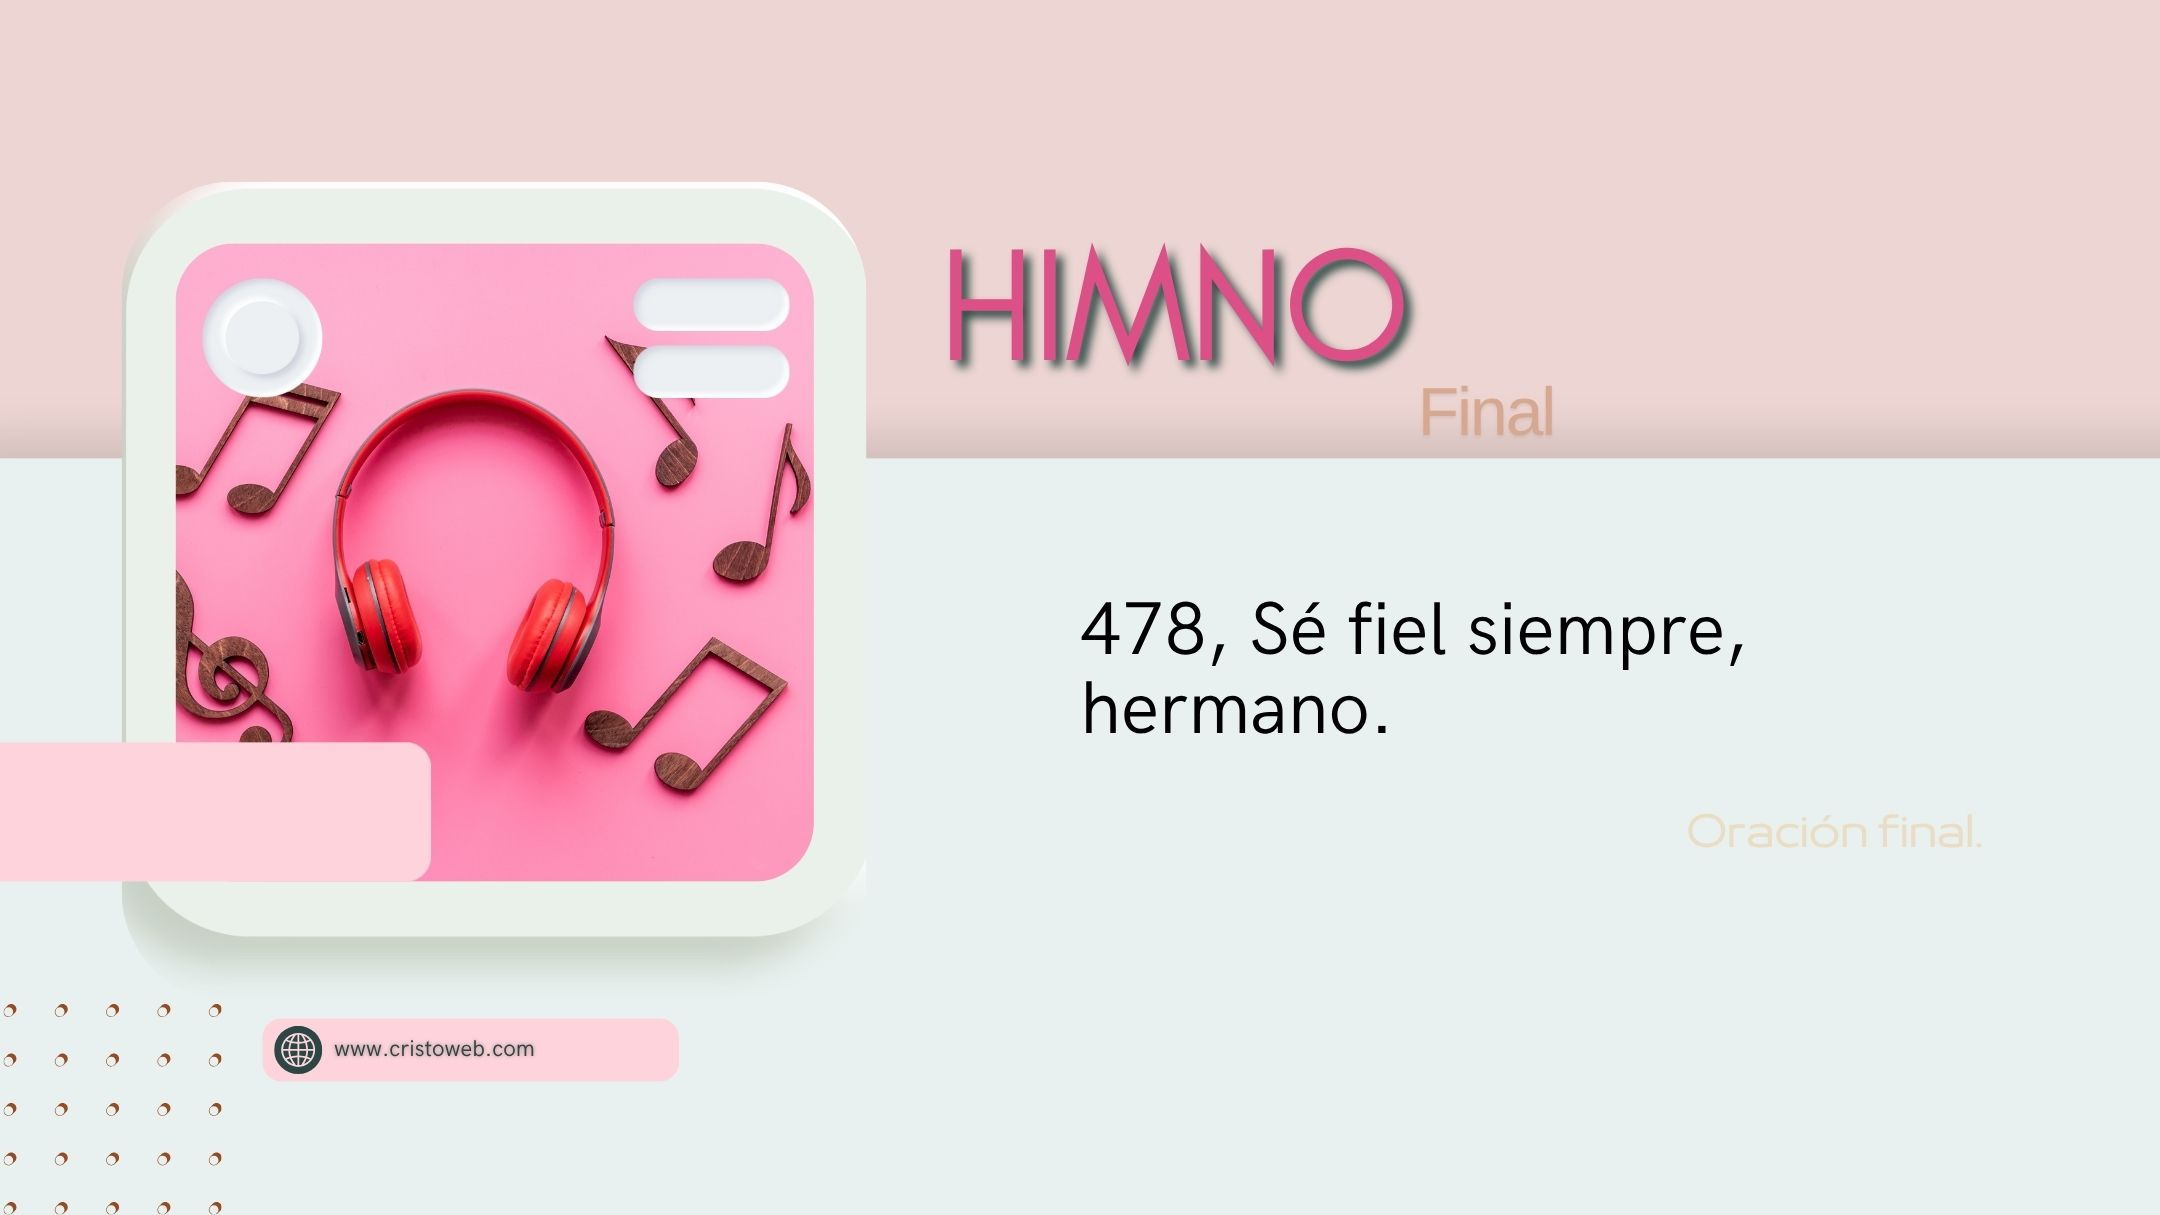 HIMNO
Final
478, Sé fiel siempre,
hermano.
Oración final.
www.cristoweb.com